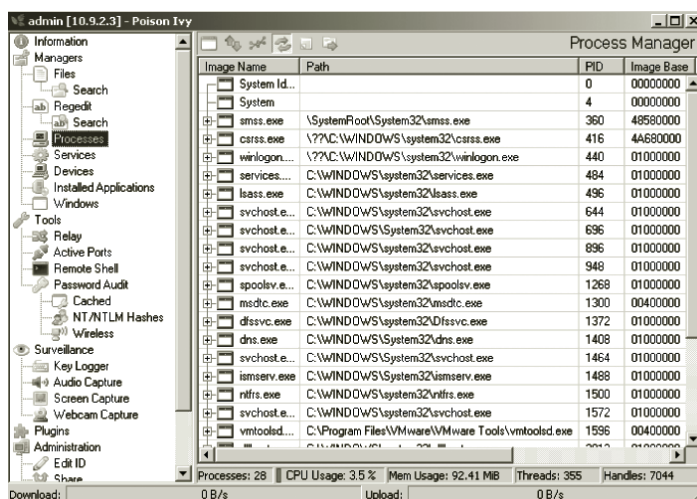 admin [10.9.2.3] - Poison Ivy
Information
Managers
Files
Search
Regedit
Search
Processes
Services
Devices
Installed Applications
Windows
Tools
Relay
Active Ports
Remote Shell
Password Audit
Cached
NT/NTLM Hashes
Wireless
Surveillance
Key Logger
Audio Capture
Screen Capture
Webcam Capture
Plugins
Administration
Edit ID
Share
Process Manager
Image Name Path PID Image Base
System Id... 0 00000000
System 4 00000000
smss.exe \SystemRoot\System32\smss.exe 360 48580000
csrss.exe \??\C:\WINDOWS\system32\csrss.exe 416 4A680000
winlogon.... \??\C:\WINDOWS\system32\winlogon.exe 440 01000000
services.... C:\WINDOWS\system32\services.exe 484 01000000
lsass.exe C:\WINDOWS\system32\lsass.exe 496 01000000
svchost.e... C:\WINDOWS\system32\svchost.exe 644 01000000
svchost.e... C:\WINDOWS\System32\svchost.exe 696 01000000
svchost.e... C:\WINDOWS\system32\svchost.exe 896 01000000
svchost.e... C:\WINDOWS\system32\svchost.exe 948 01000000
spoolsv.e... C:\WINDOWS\system32\spoolsv.exe 1268 01000000
msdtc.exe C:\WINDOWS\system32\msdtc.exe 1300 00400000
dfssvc.exe C:\WINDOWS\system32\Dfssvc.exe 1372 01000000
dns.exe C:\WINDOWS\System32\dns.exe 1408 01000000
svchost.e... C:\WINDOWS\System32\svchost.exe 1464 01000000
ismserv.exe C:\WINDOWS\System32\ismserv.exe 1488 01000000
ntfrs.exe C:\WINDOWS\system32\ntfrs.exe 1500 01000000
svchost.e... C:\WINDOWS\system32\svchost.exe 1572 01000000
vmtoolsd.... C:\Program Files\VMware\VMware Tools\vmtoolsd.exe 1596 00400000
Processes: 28 CPU Usage: 3.5 % Mem Usage: 92.41 MiB Threads: 355 Handles: 7044
Download: 0 B/s Upload: 0 B/s